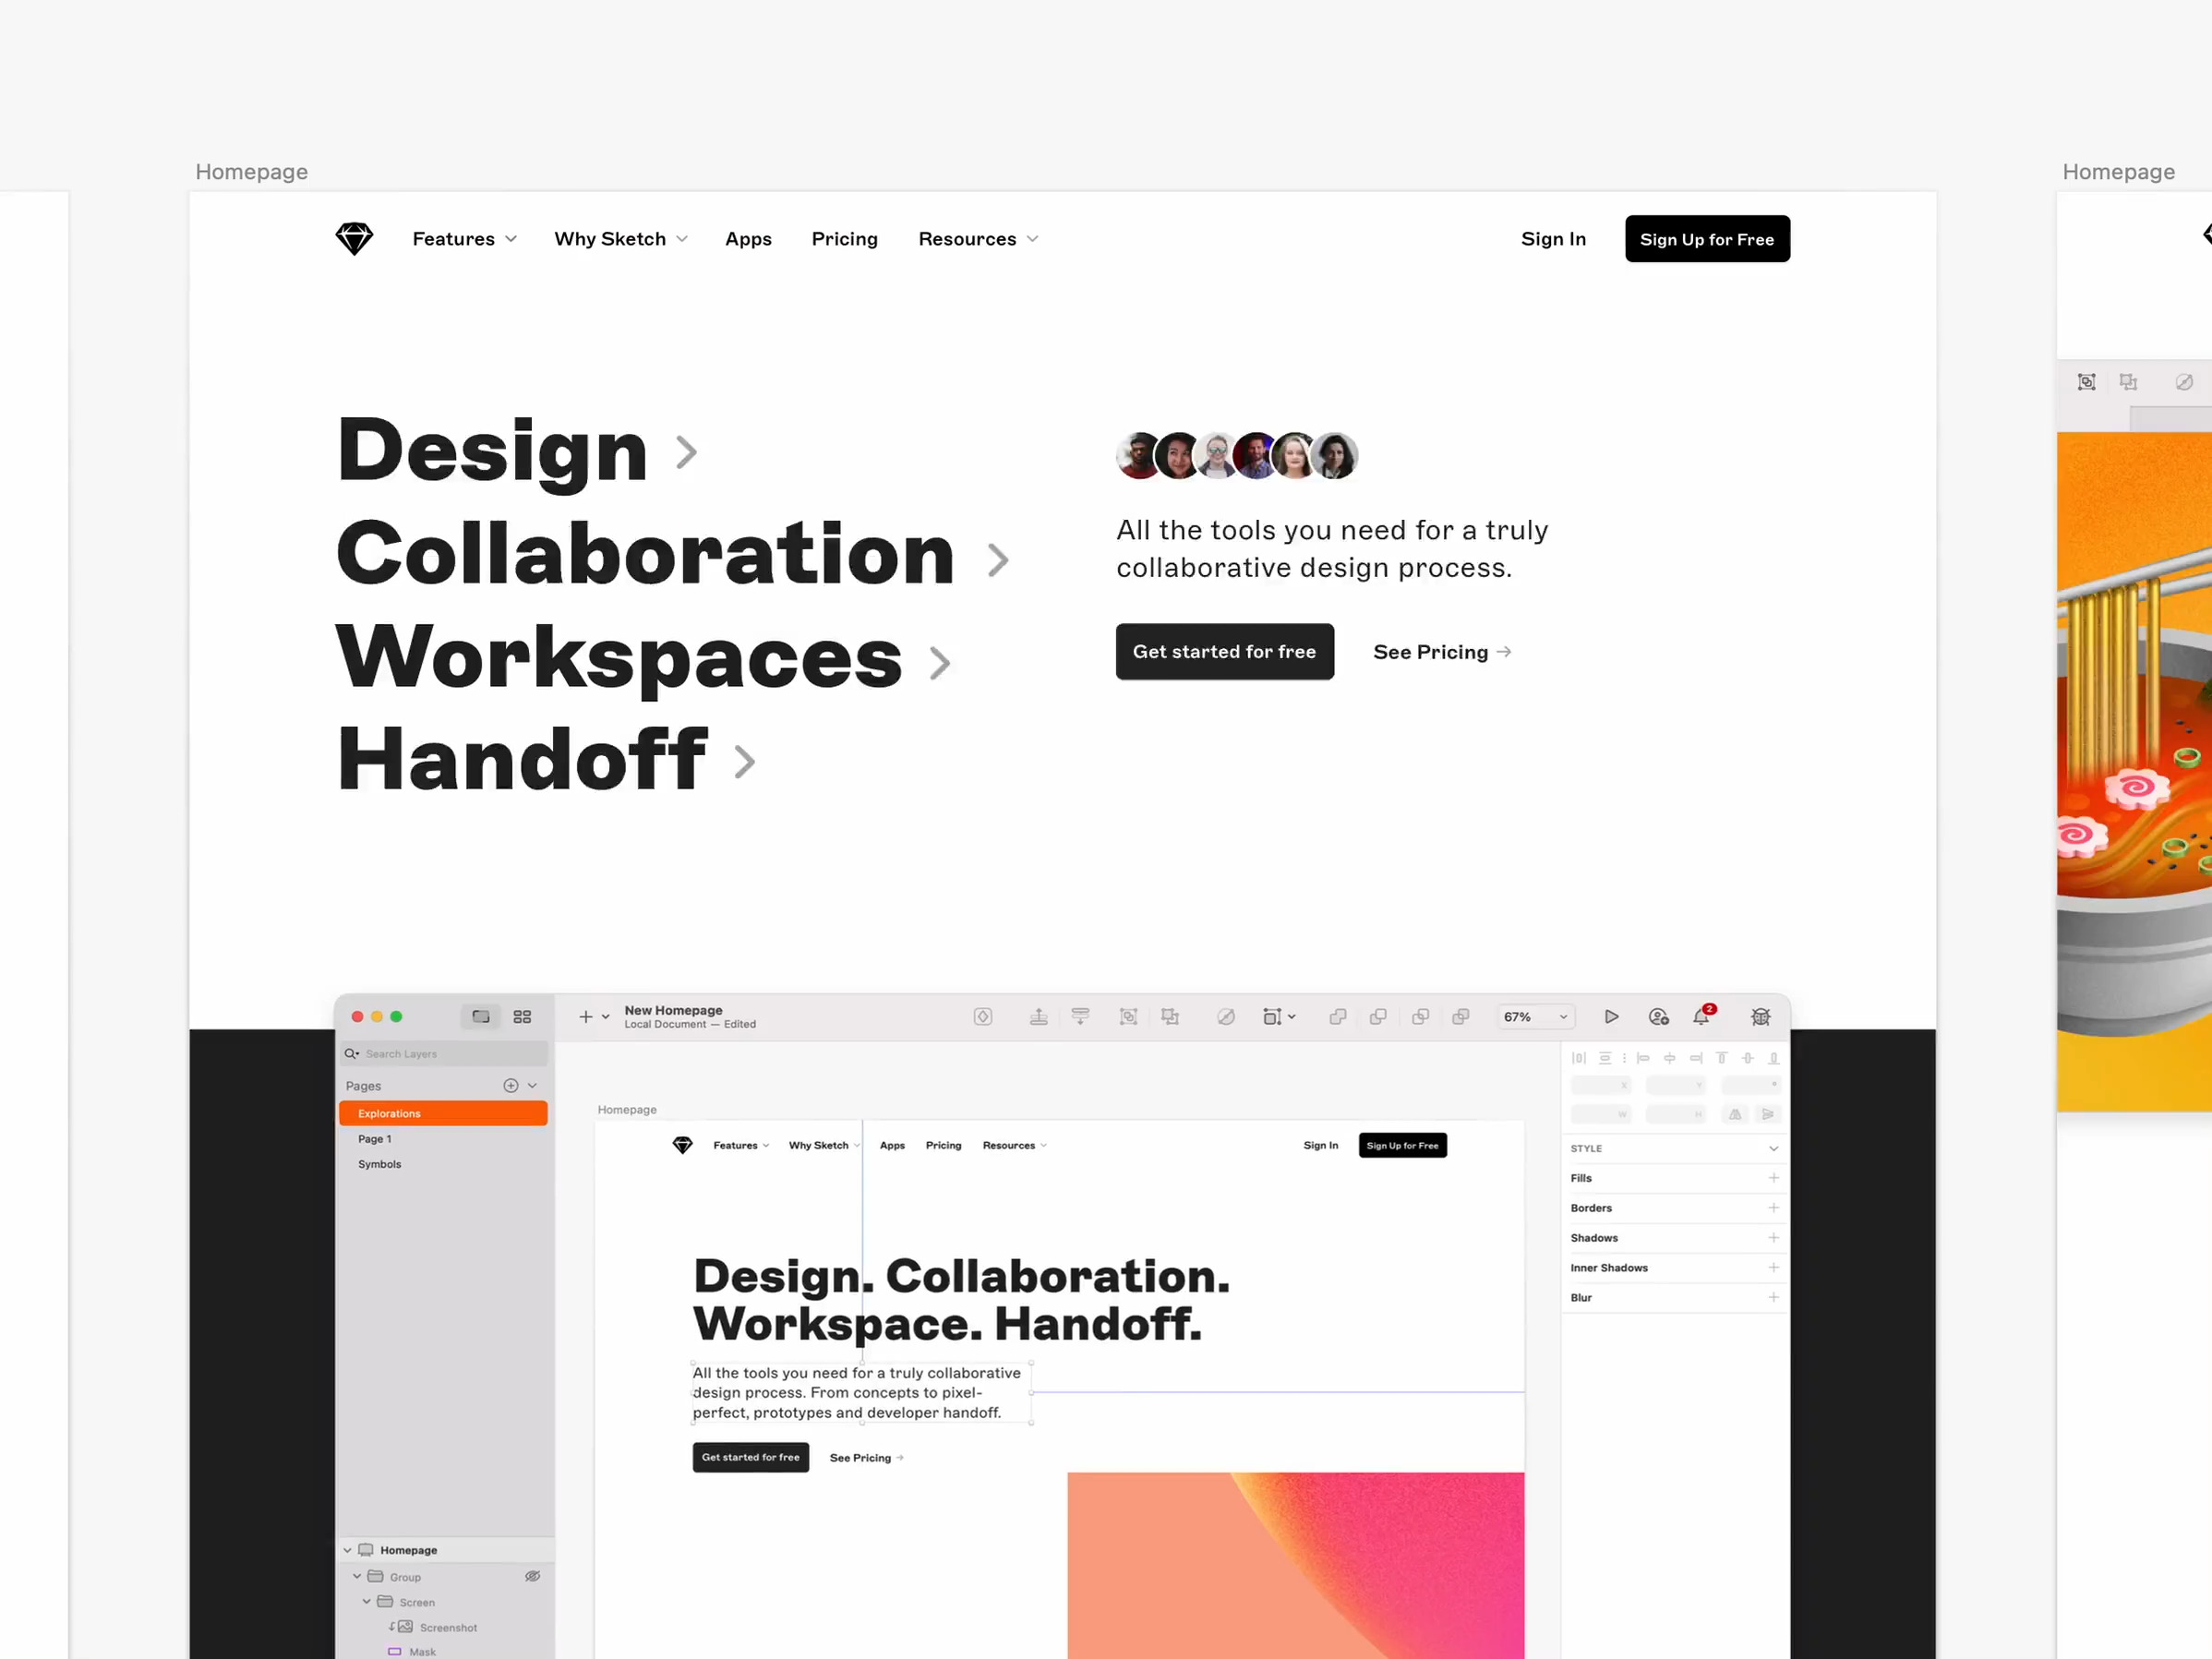 Homepage
Homepage
Features
Why Sketch
Apps
Pricing
Resources
Sign In
Sign Up for Free
Design
Collaboration
Workspaces
Handoff
All the tools you need for a truly
collaborative design process.
Get started for free
See Pricing
New Homepage
Local Document — Edited
67%
2
Search Layers
Pages
Explorations
Page 1
Symbols
Homepage
Features
Why Sketch
Apps
Pricing
Resources
Sign In
Sign Up for Free
Design. Collaboration.
Workspace. Handoff.
All the tools you need for a truly collaborative
design process. From concepts to pixel-
perfect, prototypes and developer handoff.
Get started for free
See Pricing
X
Y
W
H
STYLE
Fills
Borders
Shadows
Inner Shadows
Blur
Homepage
Group
Screen
Screenshot
Mask